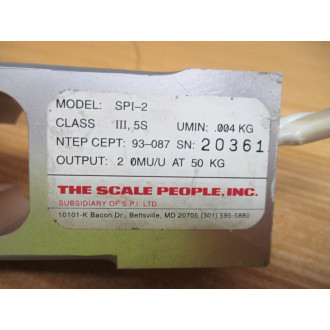 MODEL: SPI-2
CLASS III, 5S UMIN: .004 KG
NTEP CEPT: 93-087 SN: 20361
OUTPUT: 2 0MU/U AT 50 KG
THE SCALE PEOPLE, INC.
SUBSIDIARY OF S.P.I. LTD
10101-K Bacon Dr., Beltsville, MD 20705 (301) 595-5880